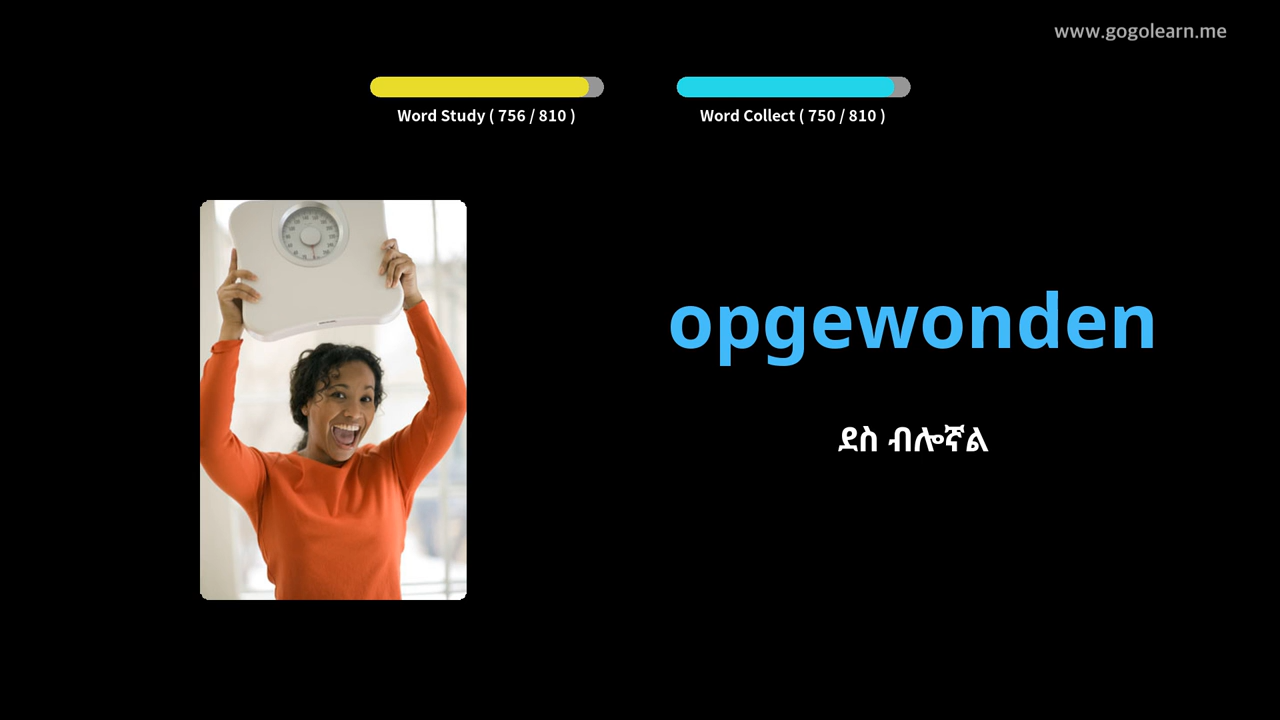 www.gogolearn.me
Word Study ( 756 / 810 )
Word Collect ( 750 / 810 )
opgewonden
ደስ ብሎኛል